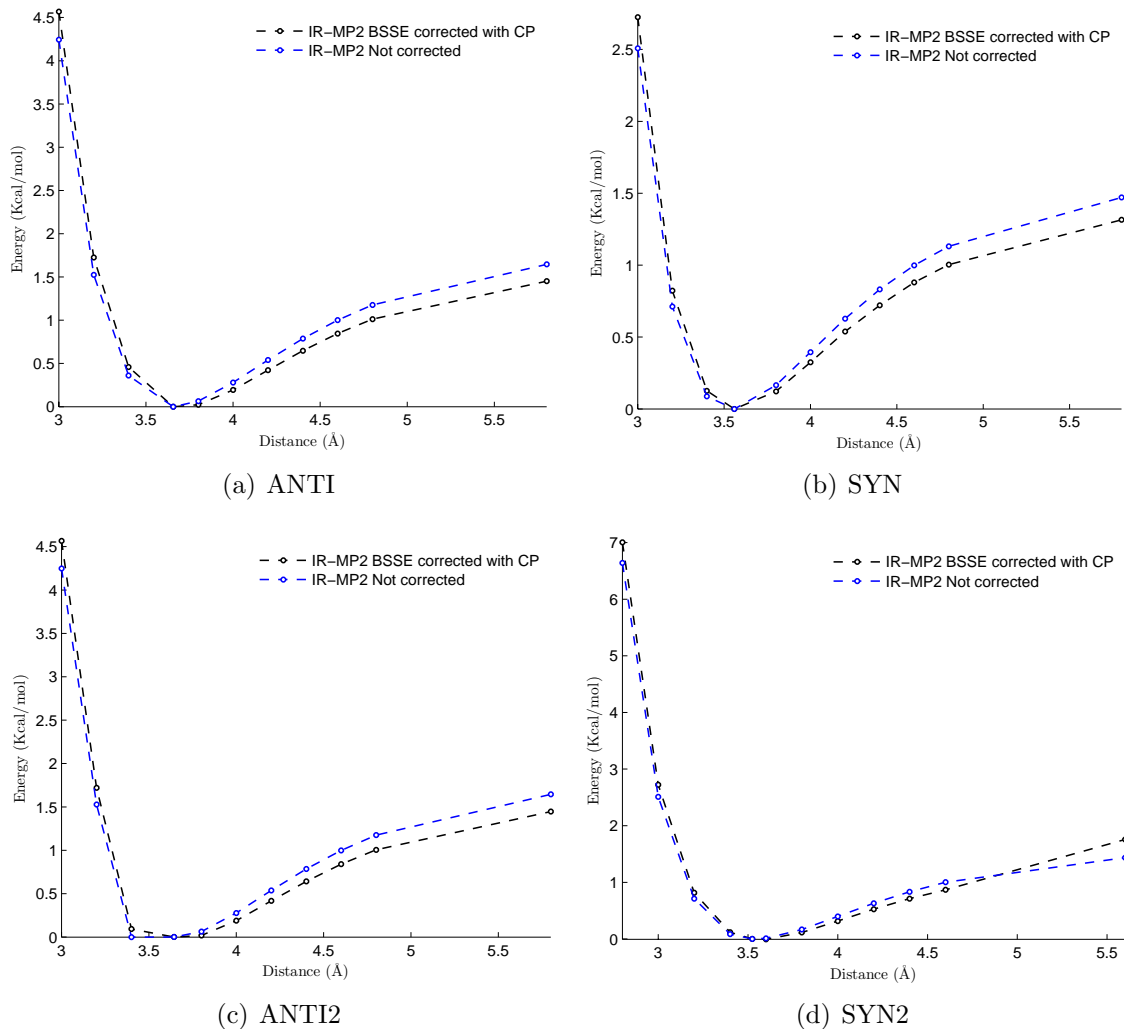 4.5
4
3.5
3
2.5
2
1.5
1
0.5
0
Energy (Kcal/mol)
IR−MP2 BSSE corrected with CP
IR−MP2 Not corrected
3 3.5 4 4.5 5 5.5
Distance (Å)
(a) ANTI
2.5
2
1.5
1
0.5
0
Energy (Kcal/mol)
IR−MP2 BSSE corrected with CP
IR−MP2 Not corrected
3 3.5 4 4.5 5 5.5
Distance (Å)
(b) SYN
4.5
4
3.5
3
2.5
2
1.5
1
0.5
0
Energy (Kcal/mol)
IR−MP2 BSSE corrected with CP
IR−MP2 Not corrected
3 3.5 4 4.5 5 5.5
Distance (Å)
(c) ANTI2
7
6
5
4
3
2
1
0
Energy (Kcal/mol)
IR−MP2 BSSE corrected with CP
IR−MP2 Not corrected
3 3.5 4 4.5 5 5.5
Distance (Å)
(d) SYN2